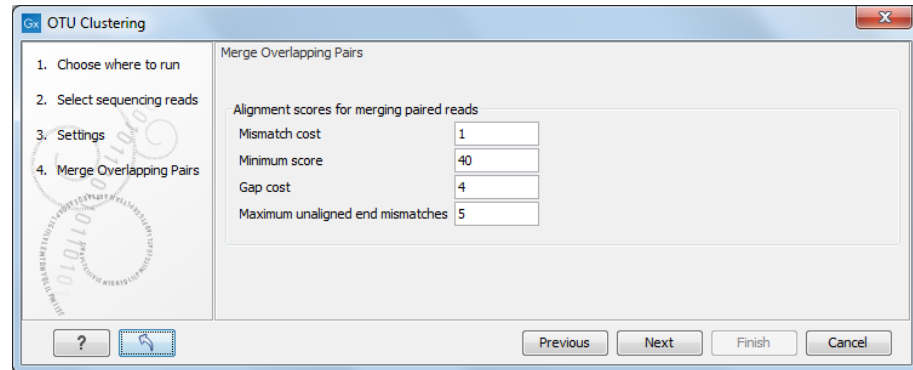 Gx OTU Clustering
X
1. Choose where to run
2. Select sequencing reads
3. Settings
4. Merge Overlapping Pairs
Merge Overlapping Pairs
Alignment scores for merging paired reads
Mismatch cost 1
Minimum score 40
Gap cost 4
Maximum unaligned end mismatches 5
? Previous Next Finish Cancel